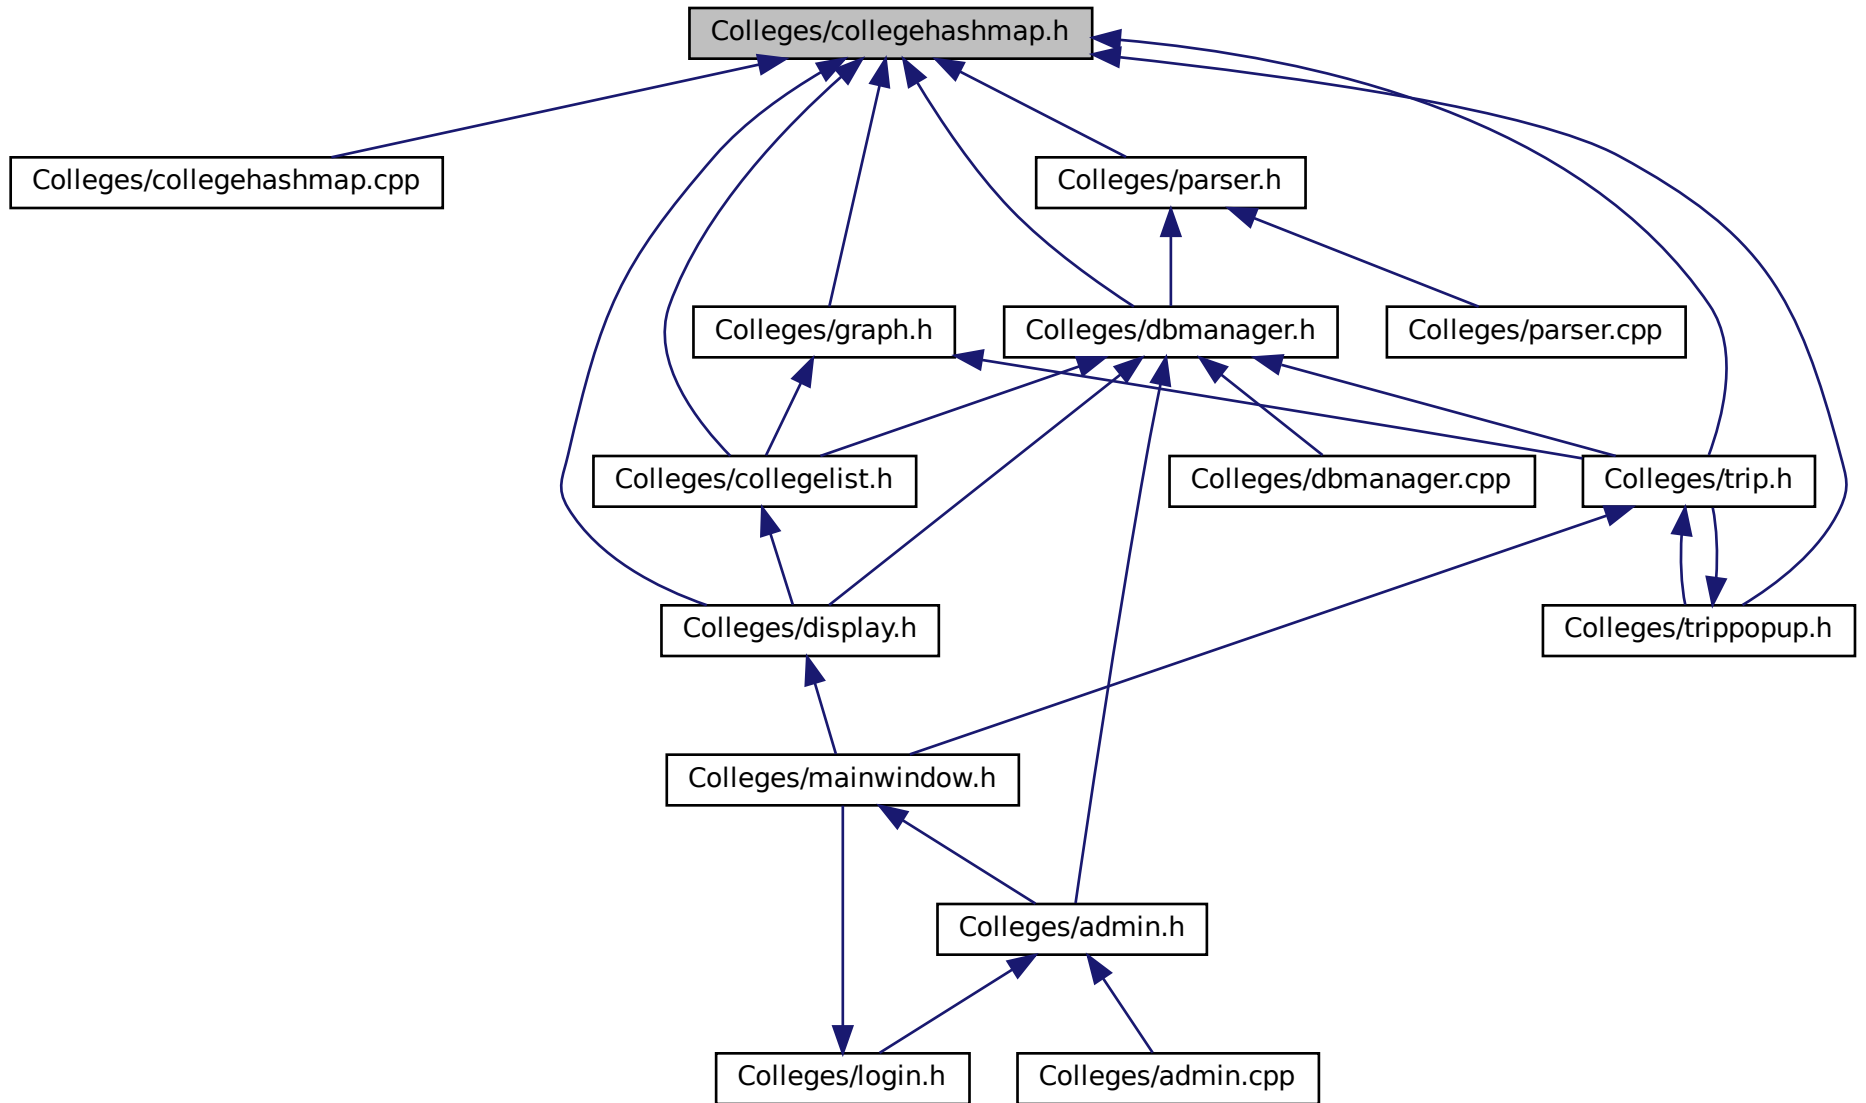 Colleges/collegehashmap.h
Colleges/collegehashmap.cpp
Colleges/parser.h
Colleges/graph.h
Colleges/dbmanager.h
Colleges/parser.cpp
Colleges/collegelist.h
Colleges/dbmanager.cpp
Colleges/trip.h
Colleges/display.h
Colleges/trippopup.h
Colleges/mainwindow.h
Colleges/admin.h
Colleges/login.h
Colleges/admin.cpp